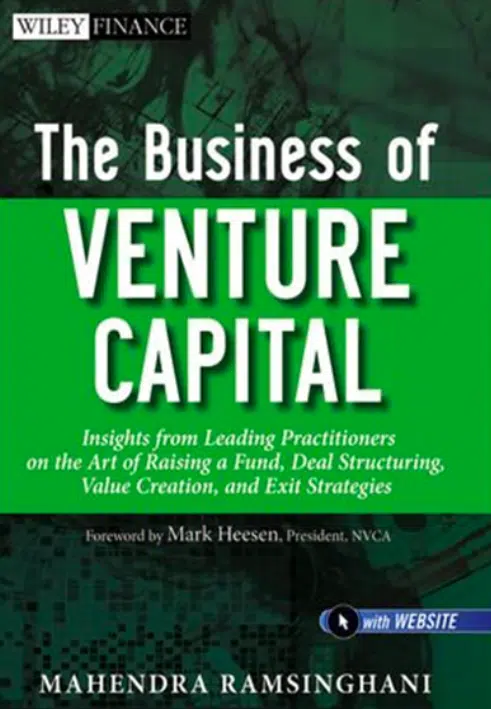 WILEY FINANCE
The Business of
VENTURE
CAPITAL
Insights from Leading Practitioners
on the Art of Raising a Fund, Deal Structuring,
Value Creation, and Exit Strategies
Foreword by Mark Heesen, President, NVCA
with WEBSITE
MAHENDRA RAMSINGHANI